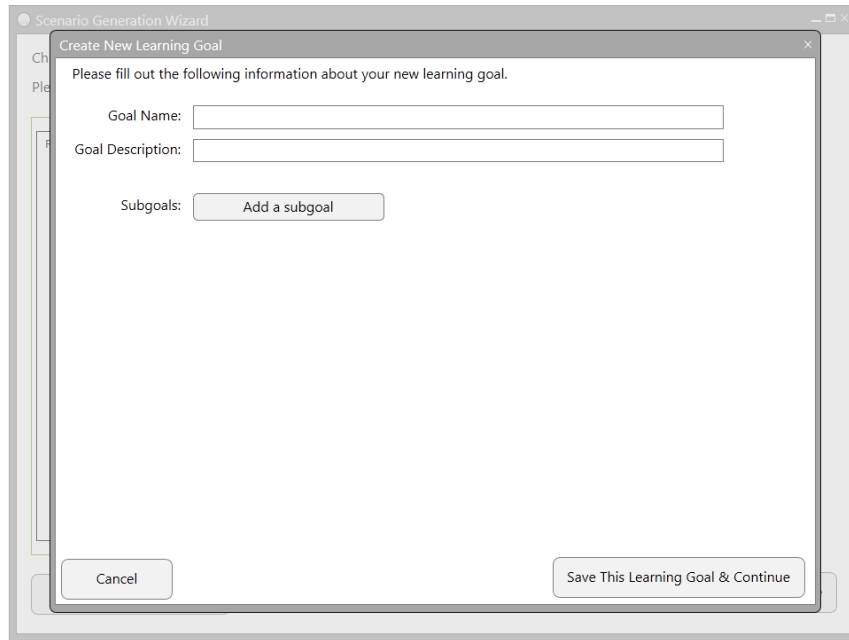 Scenario Generation Wizard
Create New Learning Goal
Please fill out the following information about your new learning goal.
Goal Name:
Goal Description:
Subgoals: Add a subgoal
Cancel Save This Learning Goal & Continue